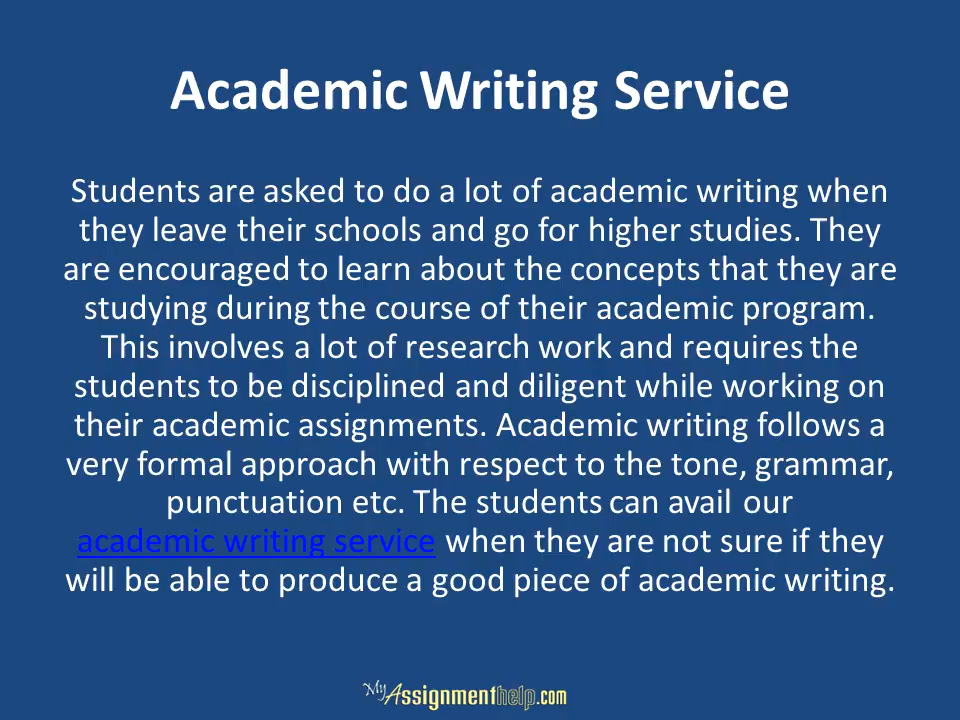 Academic Writing Service
Students are asked to do a lot of academic writing when
they leave their schools and go for higher studies. They
are encouraged to learn about the concepts that they are
studying during the course of their academic program.
This involves a lot of research work and requires the
students to be disciplined and diligent while working on
their academic assignments. Academic writing follows a
very formal approach with respect to the tone, grammar,
punctuation etc. The students can avail our
academic writing service when they are not sure if they
will be able to produce a good piece of academic writing.
MyAssignmenthelp.com